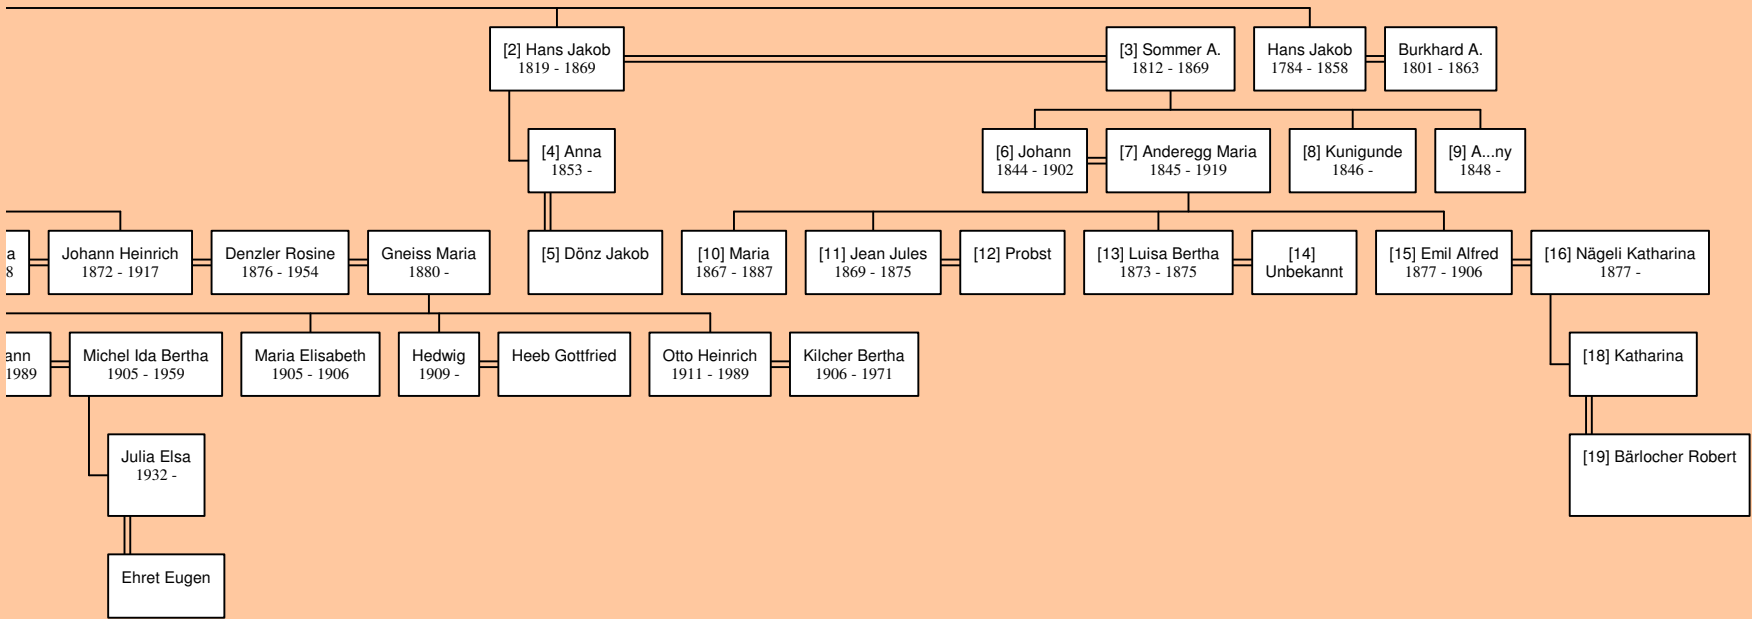 [2] Hans Jakob
1819 - 1869
[3] Sommer A.
1812 - 1869
Hans Jakob
1784 - 1858
Burkhard A.
1801 - 1863
[4] Anna
1853 -
[6] Johann
1844 - 1902
[7] Anderegg Maria
1845 - 1919
[8] Kunigunde
1846 -
[9] A...ny
1848 -
a
8
Johann Heinrich
1872 - 1917
Denzler Rosine
1876 - 1954
Gneiss Maria
1880 -
[5] Dönz Jakob
[10] Maria
1867 - 1887
[11] Jean Jules
1869 - 1875
[12] Probst
[13] Luisa Bertha
1873 - 1875
[14]
Unbekannt
[15] Emil Alfred
1877 - 1906
[16] Nägeli Katharina
1877 -
ann
1989
Michel Ida Bertha
1905 - 1959
Maria Elisabeth
1905 - 1906
Hedwig
1909 -
Heeb Gottfried
Otto Heinrich
1911 - 1989
Kilcher Bertha
1906 - 1971
[18] Katharina
Julia Elsa
1932 -
[19] Bärlocher Robert
Ehret Eugen